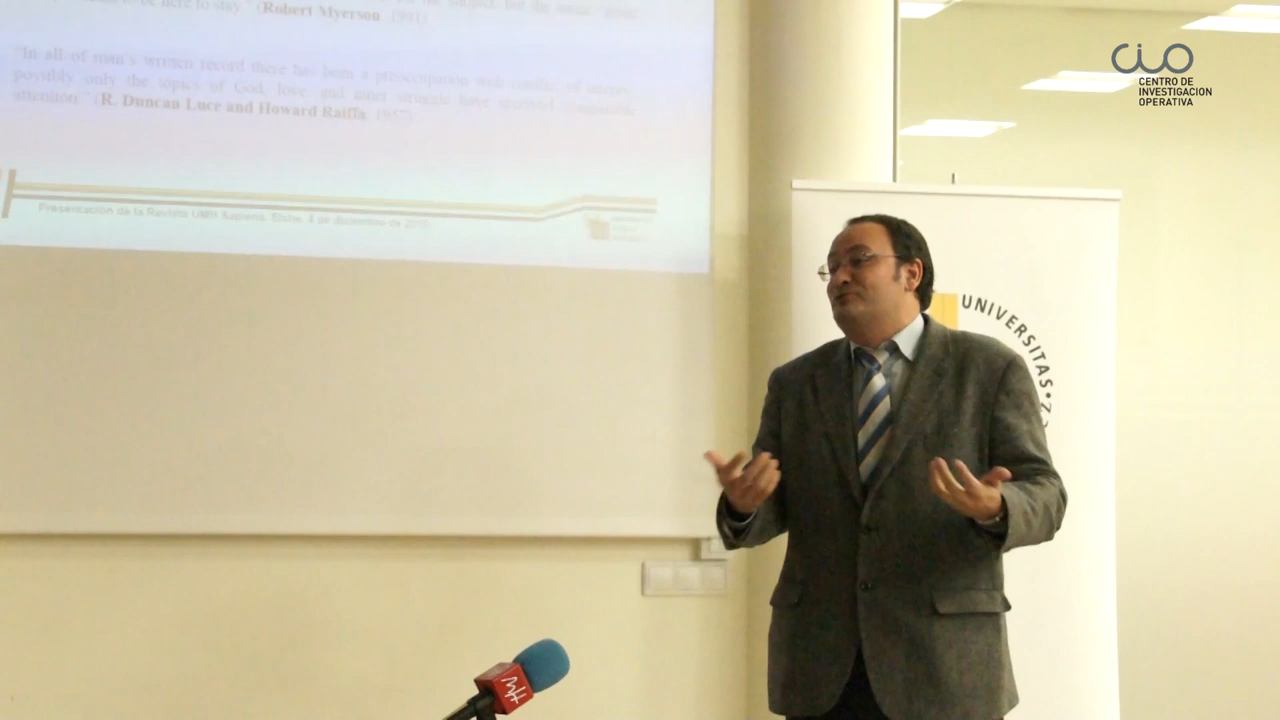 to be here to stay." (Robert Myerson 1991)
"In all of man's written record there has been a preoccupation with conflict of interest
possibly only the topics of God, love, and inner struggle have received comparable
attention." (R. Duncan Luce and Howard Raiffa 1957)
Presentación de la Revista UMH Sapiens. Elche, 4 de diciembre de
CIO
CENTRO DE
INVESTIGACION
OPERATIVA
UNIVERSITAS